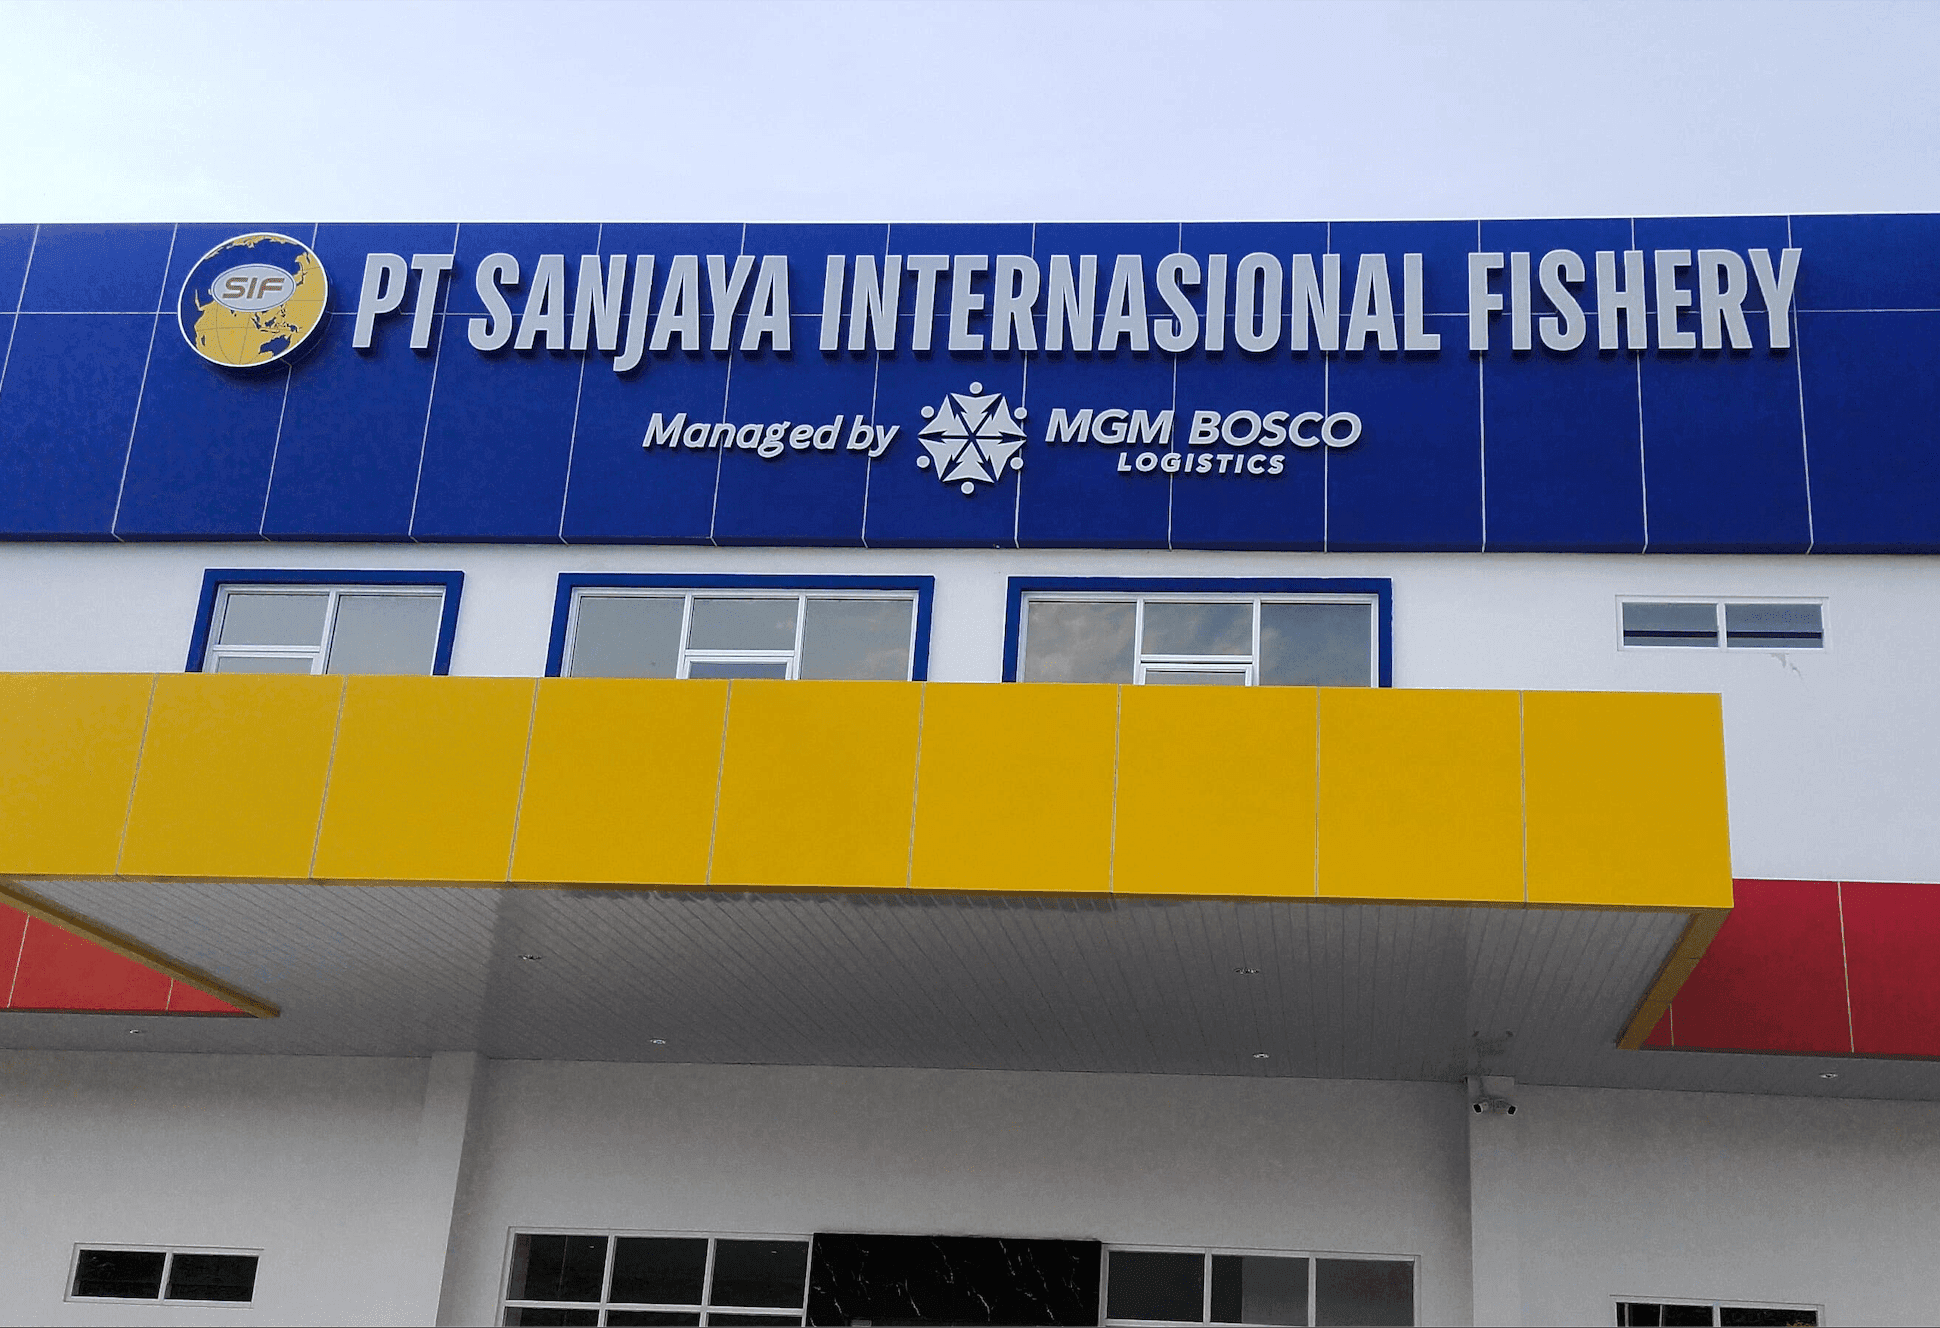 SIF
PT SANJAYA INTERNASIONAL FISHERY
Managed by
MGM BOSCO
LOGISTICS